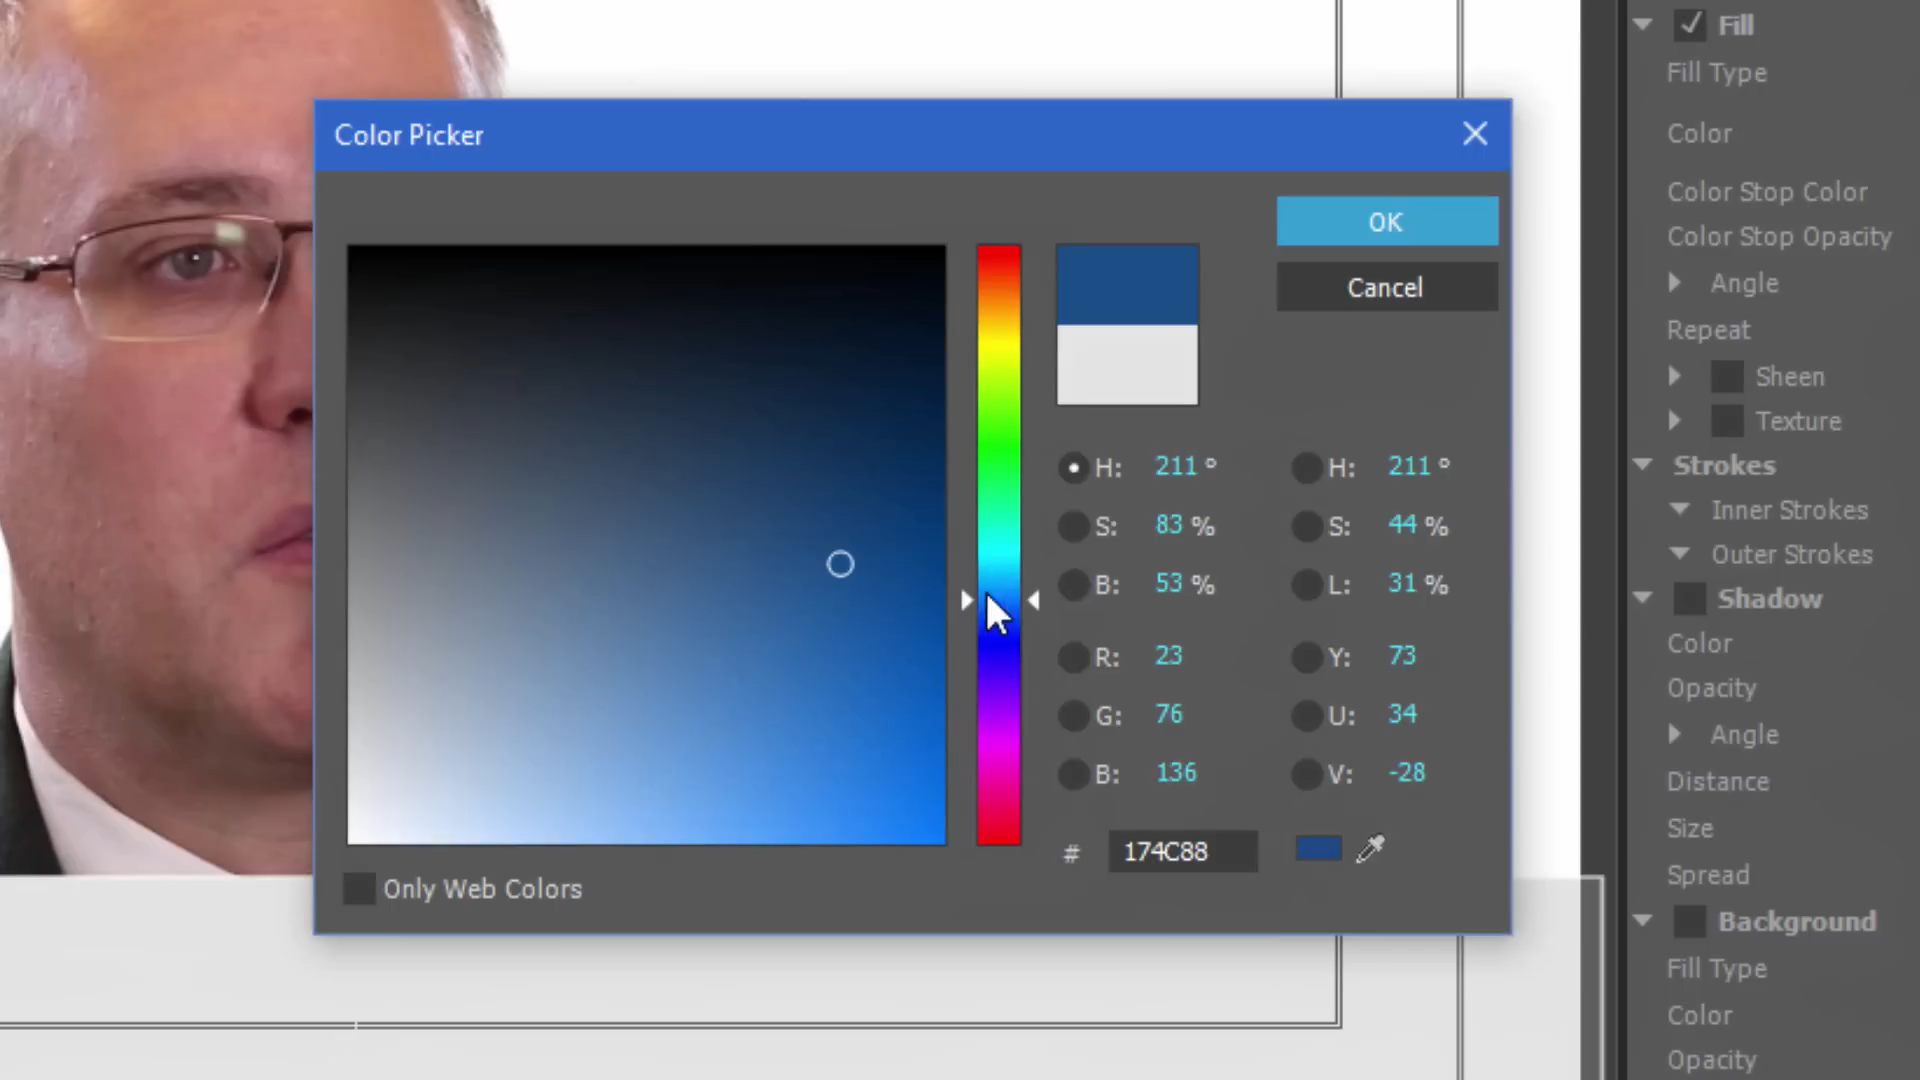 Color Picker
OK
Cancel
H: 211 °
H: 211 °
S: 83 %
S: 44 %
B: 53 %
L: 31 %
R: 23
Y: 73
G: 76
U: 34
B: 136
V: -28
# 174C88
Only Web Colors
Fill
Fill Type
Color
Color Stop Color
Color Stop Opacity
Angle
Repeat
Sheen
Texture
Strokes
Inner Strokes
Outer Strokes
Shadow
Color
Opacity
Angle
Distance
Size
Spread
Background
Fill Type
Color
Opacity